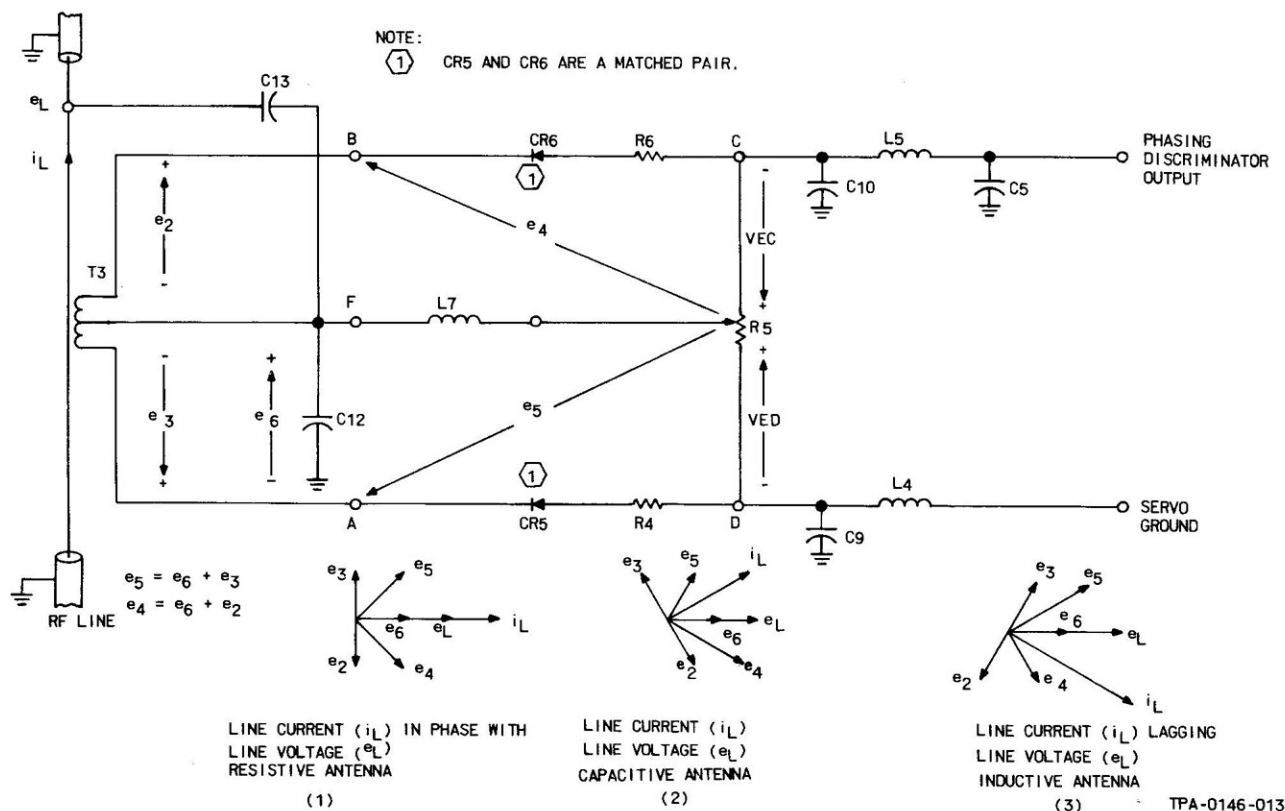 NOTE:
1 CR5 AND CR6 ARE A MATCHED PAIR.
C13
eL
iL
B
CR6
1
R6
C
L5
PHASING
DISCRIMINATOR
OUTPUT
C10
C5
e2
e4
VEC
T3
F
L7
R5
e3
e6
C12
e5
VED
1
L4
A
CR5
R4
D
C9
SERVO
GROUND
RF LINE
e5 = e6 + e3
e4 = e6 + e2
e3
e5
e6
eL
iL
e2
e4
LINE CURRENT (iL) IN PHASE WITH
LINE VOLTAGE (eL)
RESISTIVE ANTENNA
(1)
e3
e5
iL
eL
e6
e2
e4
LINE CURRENT (iL)
LINE VOLTAGE (eL)
CAPACITIVE ANTENNA
(2)
e3
e5
e6
eL
e2
e4
iL
LINE CURRENT (iL) LAGGING
LINE VOLTAGE (eL)
INDUCTIVE ANTENNA
(3)
TPA-0146-013